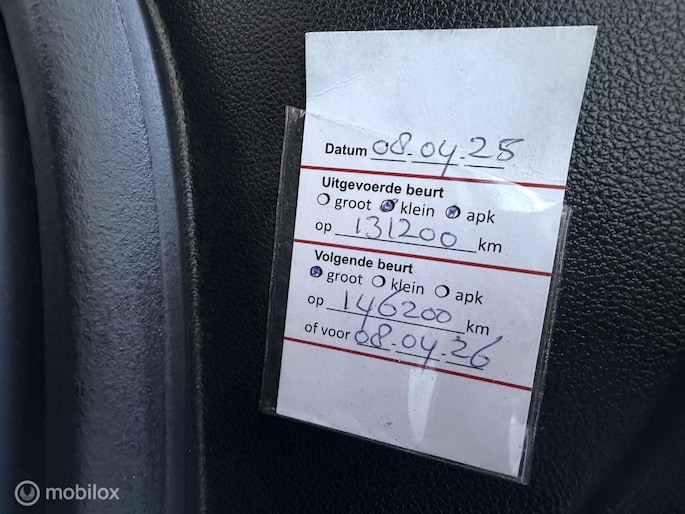 Datum 08.04.25
Uitgevoerde beurt
groot klein apk
op 131200 km
Volgende beurt
groot klein apk
op 146200 km
of voor 08.04.26
mobilox